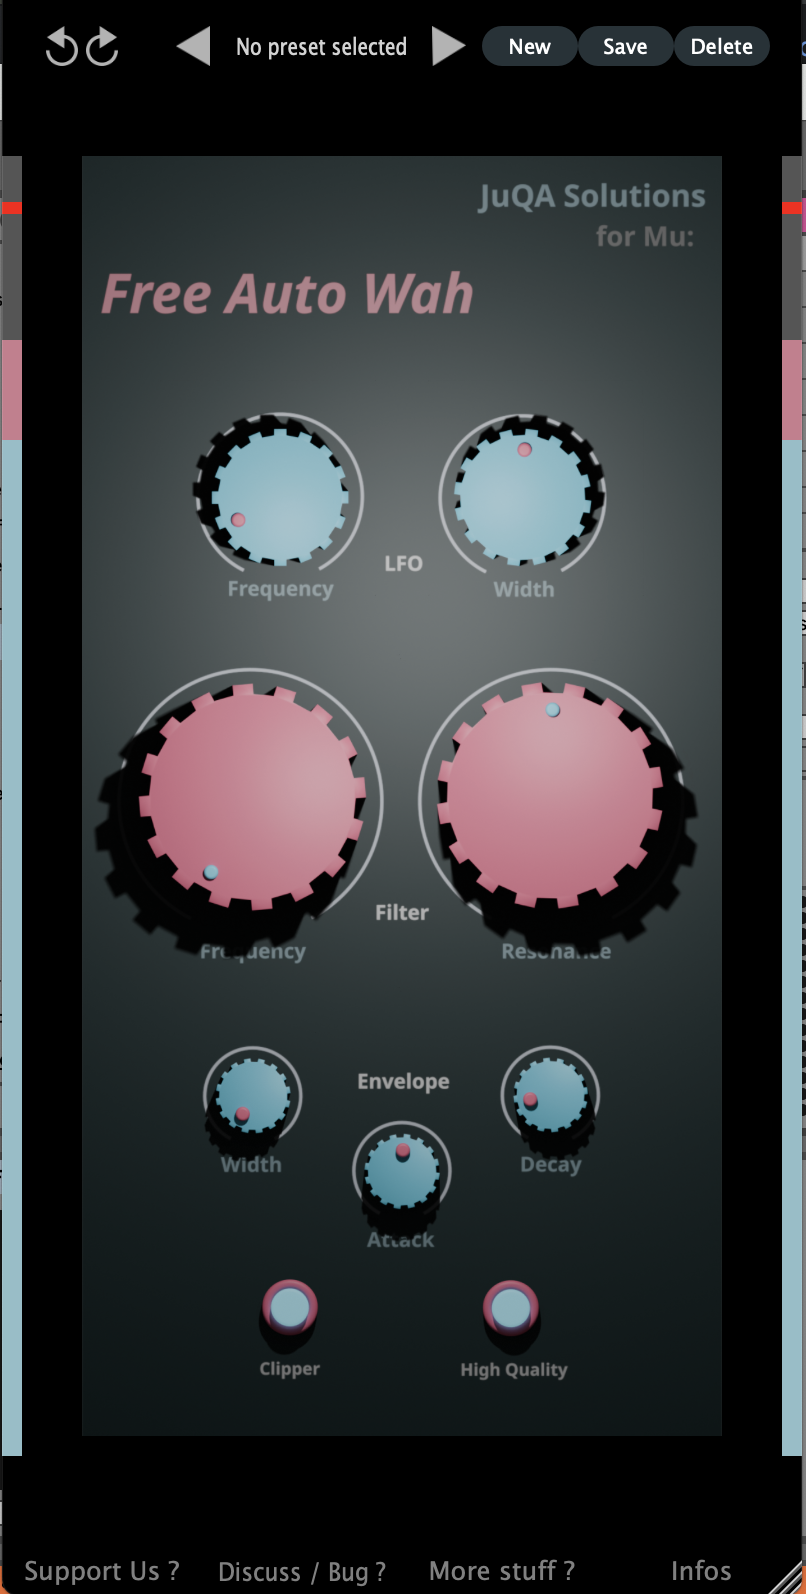 No preset selected
New
Save
Delete
JuQA Solutions
for Mu:
Free Auto Wah
LFO
Frequency
Width
Filter
Frequency
Resonance
Envelope
Width
Decay
Attack
Clipper
High Quality
Support Us ?
Discuss / Bug ?
More stuff ?
Infos